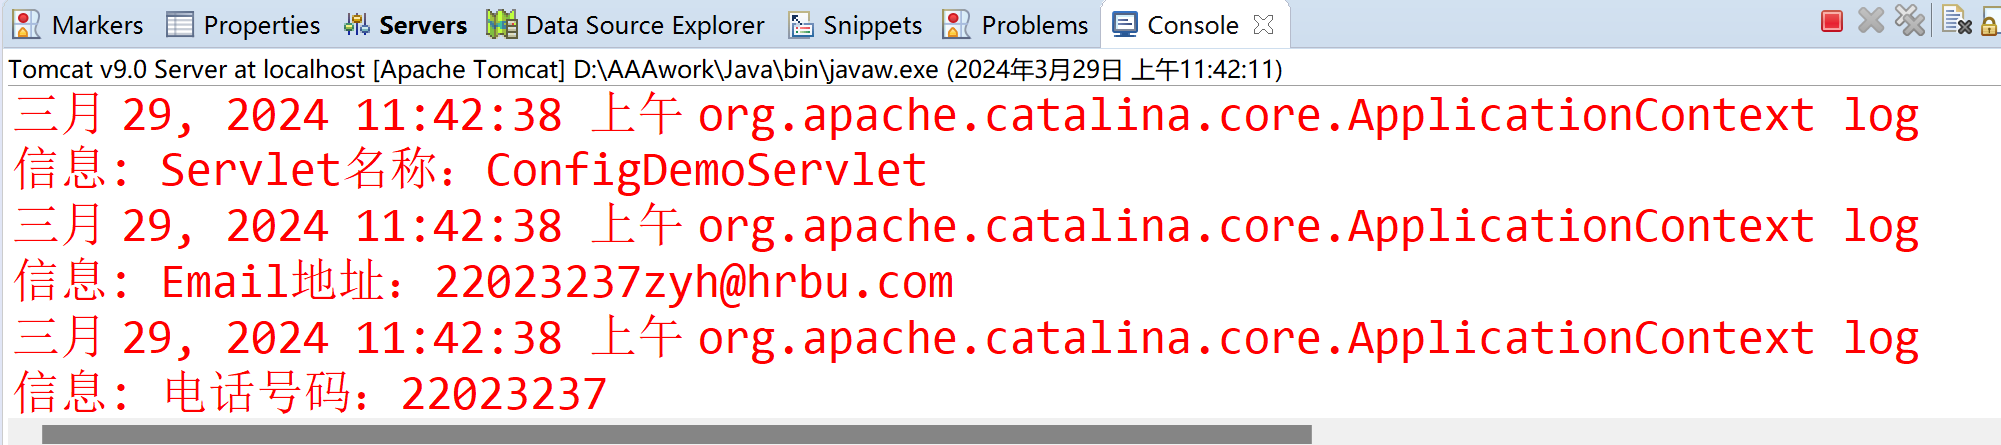 Markers Properties Servers Data Source Explorer Snippets Problems Console
Tomcat v9.0 Server at localhost [Apache Tomcat] D:\AAAwork\Java\bin\javaw.exe (2024年3月29日 上午11:42:11)
三月 29, 2024 11:42:38 上午 org.apache.catalina.core.ApplicationContext log
信息: Servlet名称：ConfigDemoServlet
三月 29, 2024 11:42:38 上午 org.apache.catalina.core.ApplicationContext log
信息: Email地址：22023237zyh@hrbu.com
三月 29, 2024 11:42:38 上午 org.apache.catalina.core.ApplicationContext log
信息: 电话号码：22023237